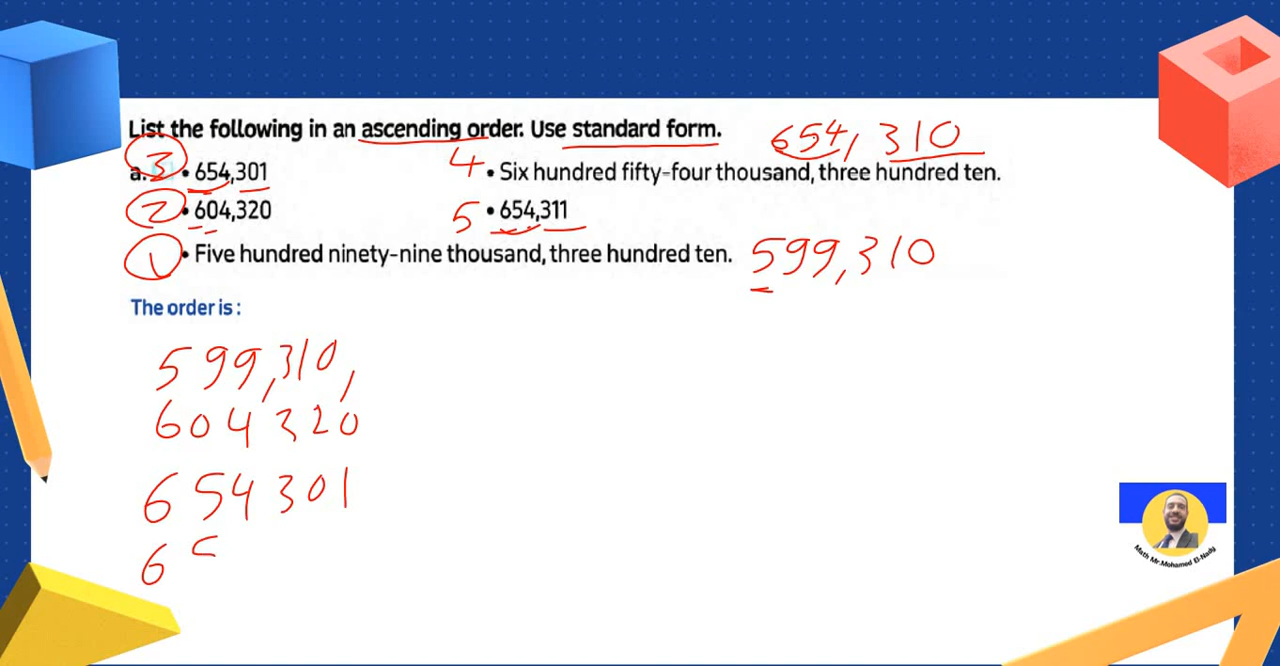 List the following in an ascending order. Use standard form.
654,310
3 a. • 654,301
4 • Six hundred fifty-four thousand, three hundred ten.
2 • 604,320
5 • 654,311
1 • Five hundred ninety-nine thousand, three hundred ten. 599,310
The order is :
599,310,
604320
654301
65
Math Mr.Mohamed El-Nady